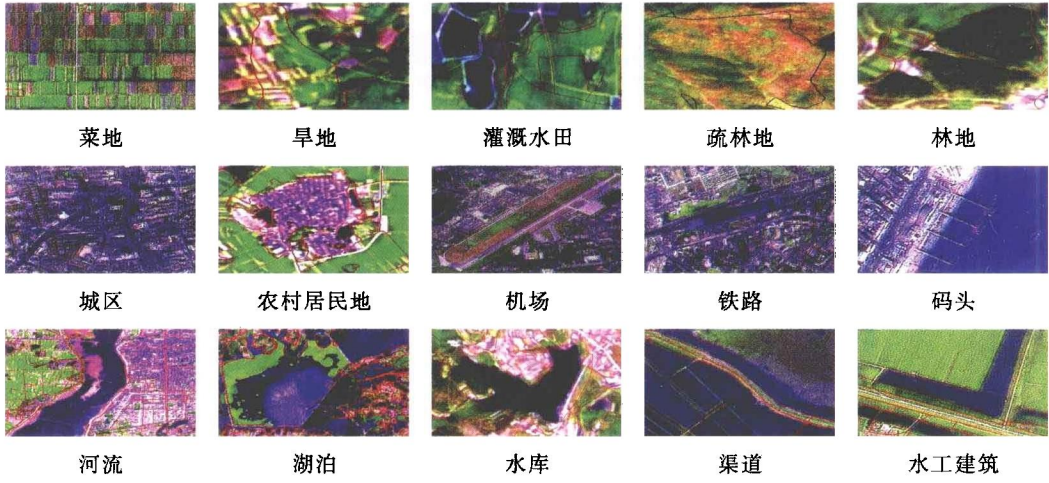 菜地 旱地 灌溉水田 疏林地 林地
城区 农村居民地 机场 铁路 码头
河流 湖泊 水库 渠道 水工建筑